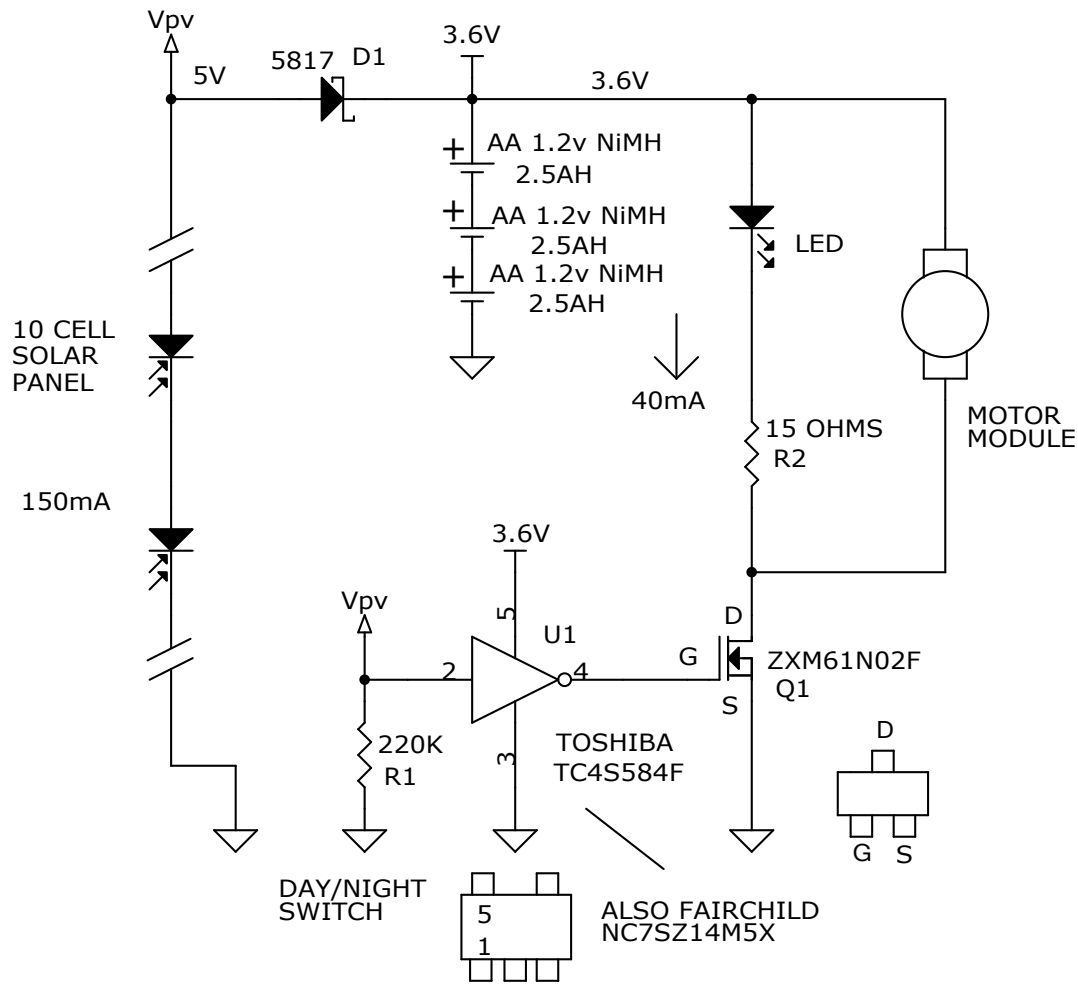 Vpv
5V
5817
D1
3.6V
3.6V
+
AA 1.2v NiMH
2.5AH
+
AA 1.2v NiMH
2.5AH
+
AA 1.2v NiMH
2.5AH
LED
10 CELL
SOLAR
PANEL
40mA
MOTOR
MODULE
15 OHMS
R2
150mA
3.6V
Vpv
5
U1
2
4
3
220K
R1
D
G
S
ZXM61N02F
Q1
TOSHIBA
TC4S584F
D
G
S
DAY/NIGHT
SWITCH
5
1
ALSO FAIRCHILD
NC7SZ14M5X